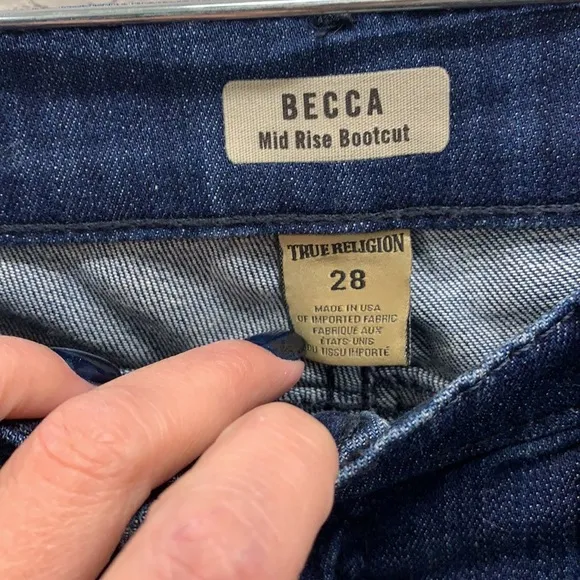 BECCA
Mid Rise Bootcut
TRUE RELIGION
28
MADE IN USA
OF IMPORTED FABRIC
FABRIQUE AUX
ÉTATS-UNIS
DU TISSU IMPORTÉ